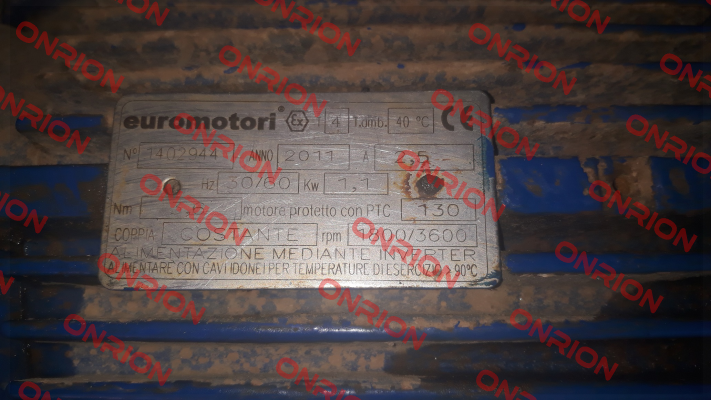 euromotori Ex 4 T.amb. 40 °C CE
N° 1402944 ANNO 2011 A 2,5
Hz 30/60 Kw 1,1
Nm motore protetto con PTC 130
COPPIA COSTANTE rpm 1800/3600
ALIMENTAZIONE MEDIANTE INVERTER
ALIMENTARE CON CAVI IDONEI PER TEMPERATURE DI ESERCIZIO > 90°C
ONRION